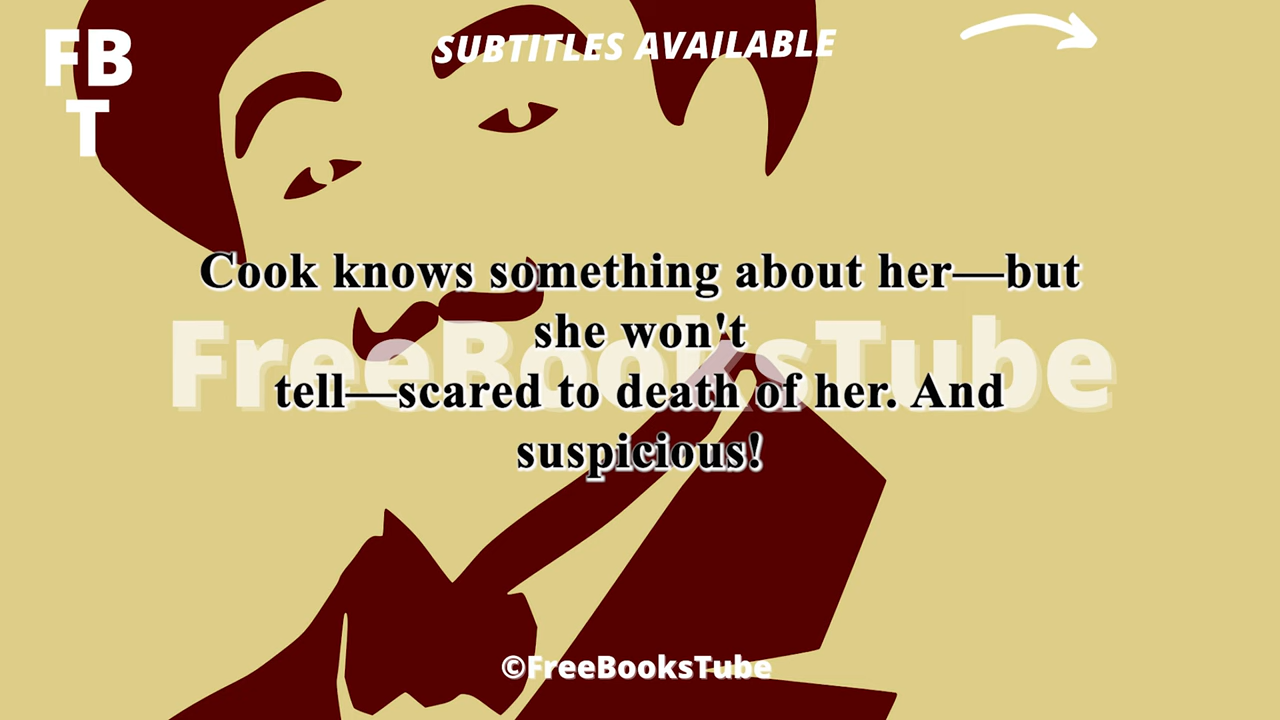 FB
T
SUBTITLES AVAILABLE
Cook knows something about her—but
she won't
tell—scared to death of her. And
suspicious!
FreeBooksTube
©FreeBooksTube